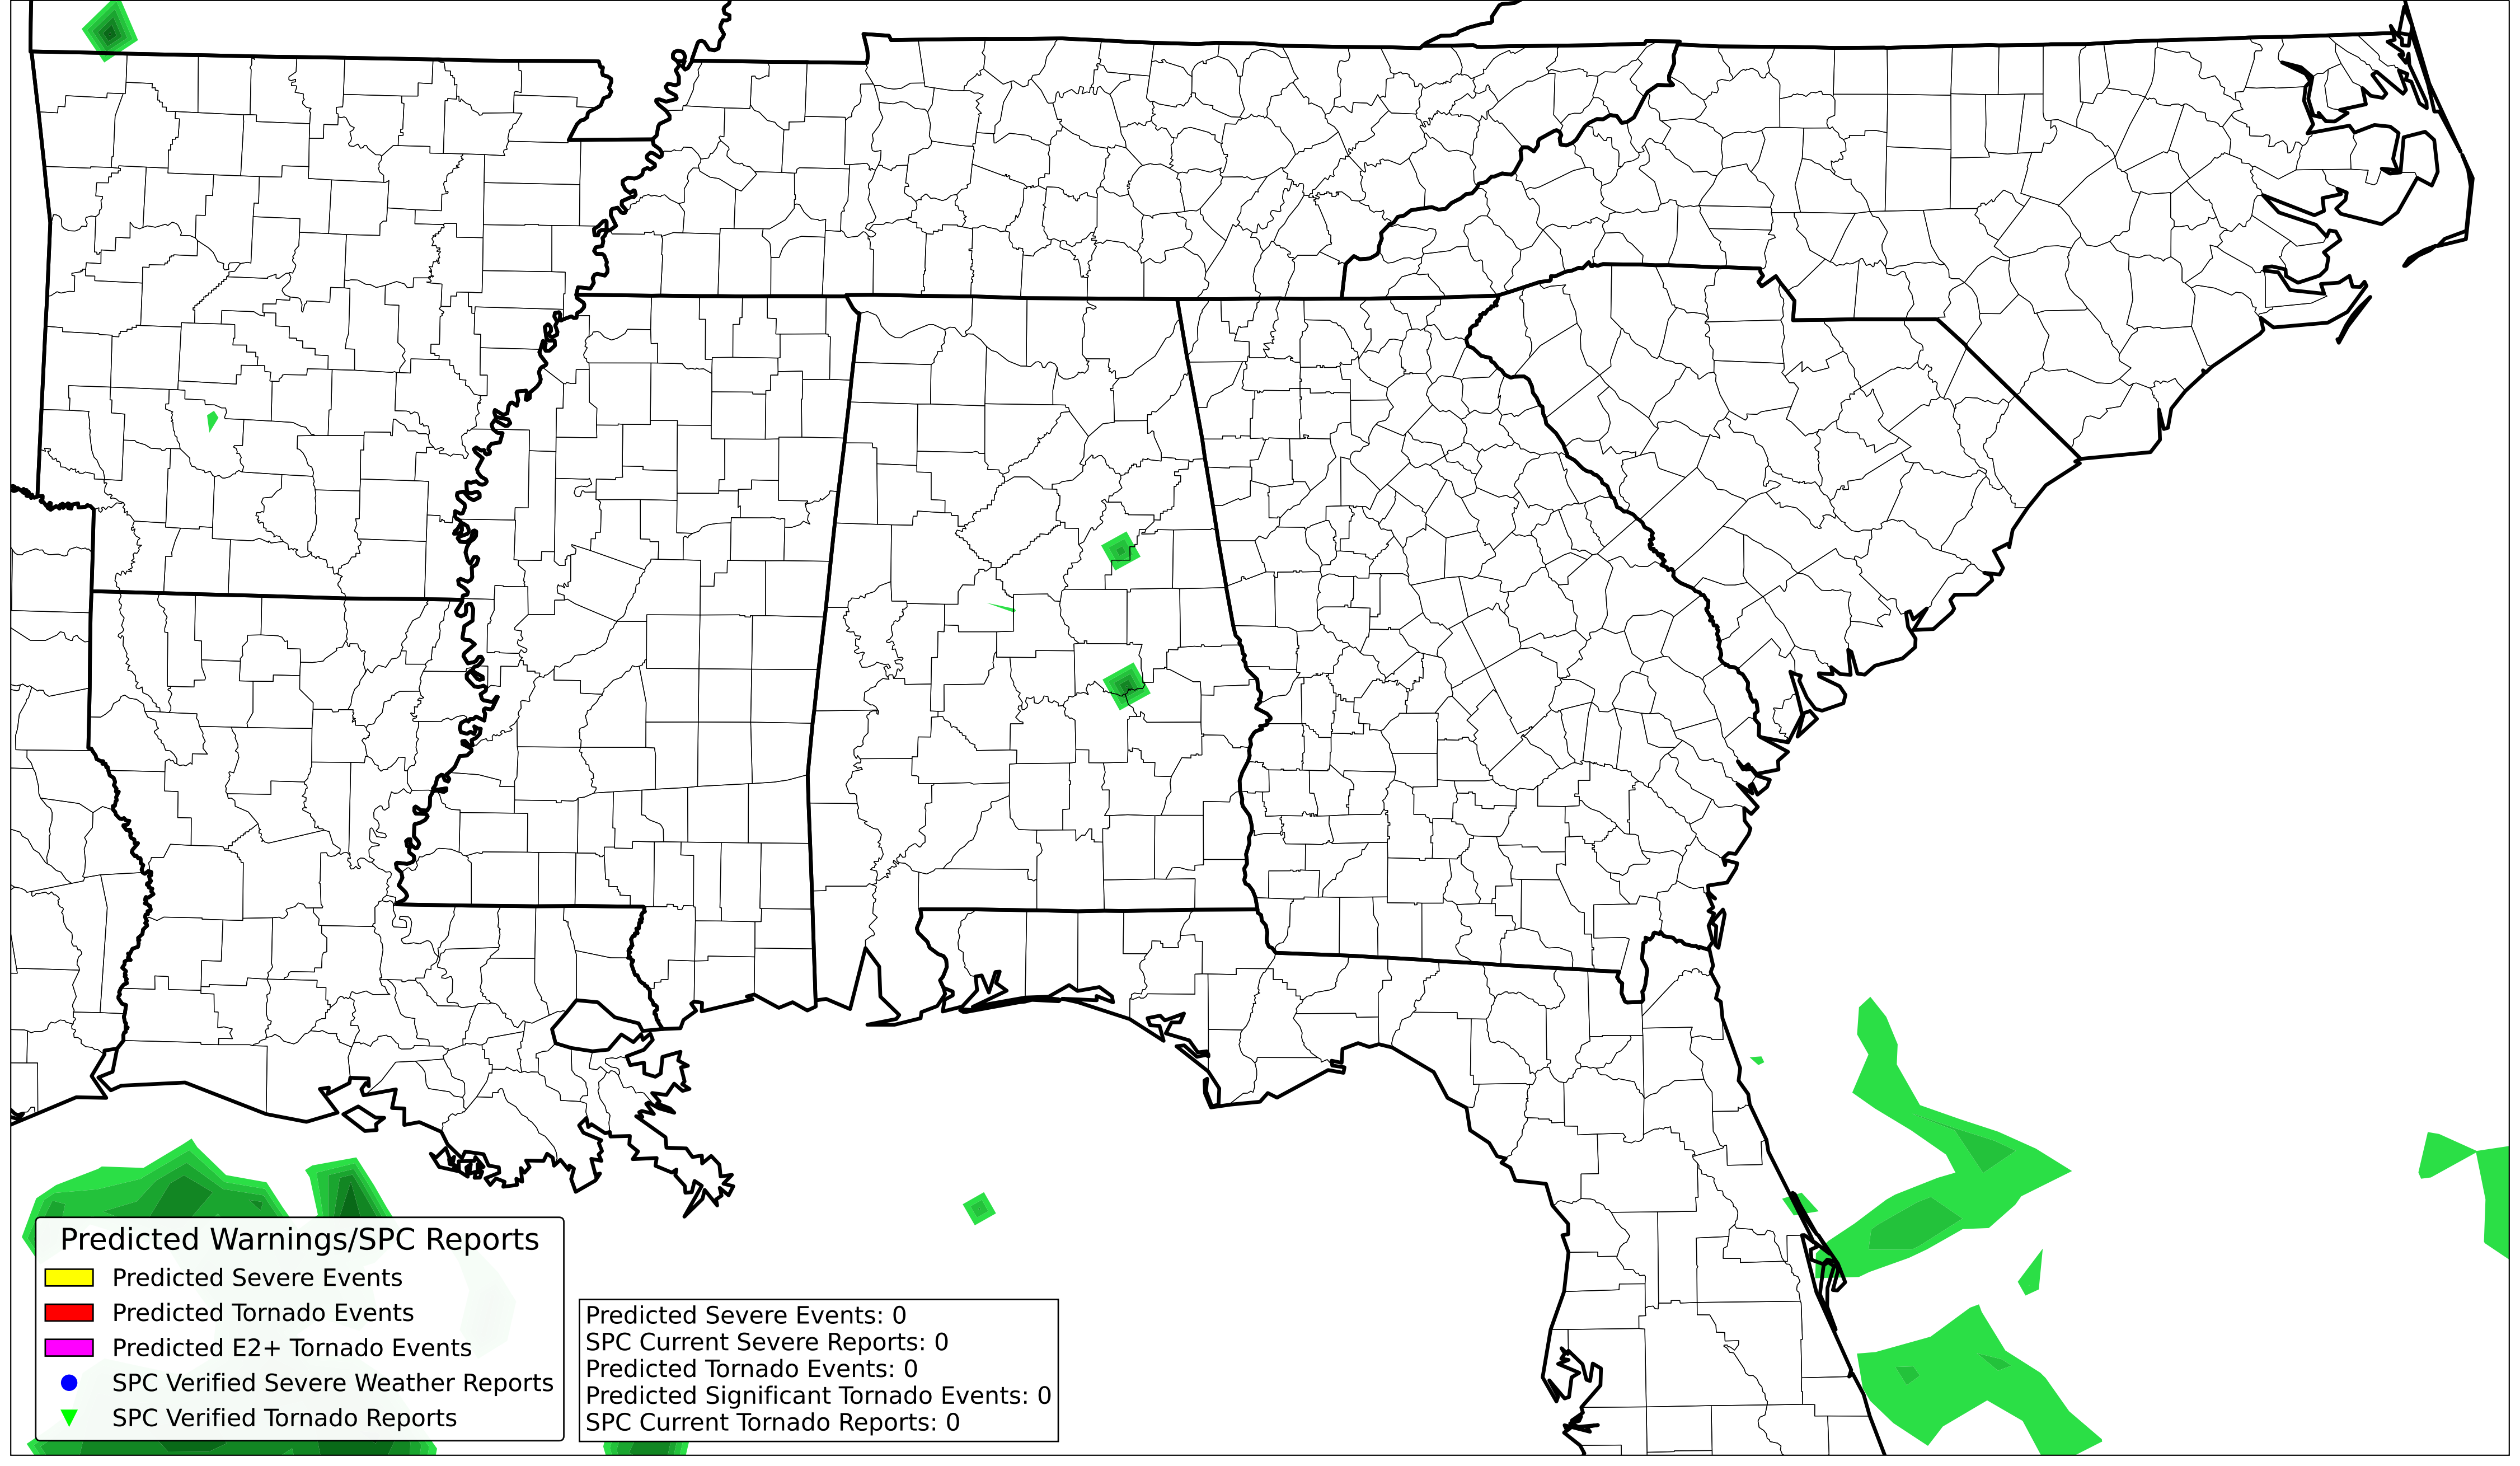 Predicted Warnings/SPC Reports
Predicted Severe Events
Predicted Tornado Events
Predicted E2+ Tornado Events
SPC Verified Severe Weather Reports
SPC Verified Tornado Reports
Predicted Severe Events: 0
SPC Current Severe Reports: 0
Predicted Tornado Events: 0
Predicted Significant Tornado Events: 0
SPC Current Tornado Reports: 0